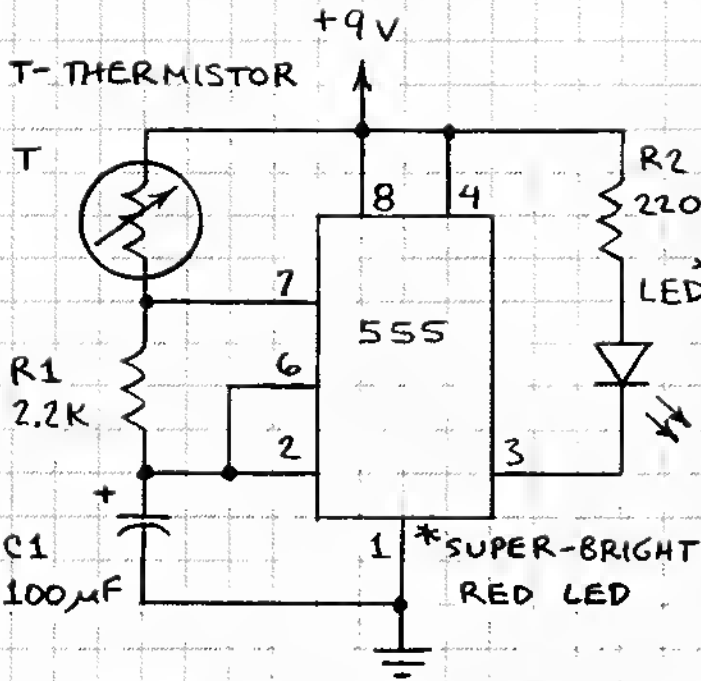 +9V
T-THERMISTOR
T
R2
220
8 4
7
LED*
555
R1
2.2K
6
2
3
+
C1
100µF
1
*SUPER-BRIGHT
RED LED